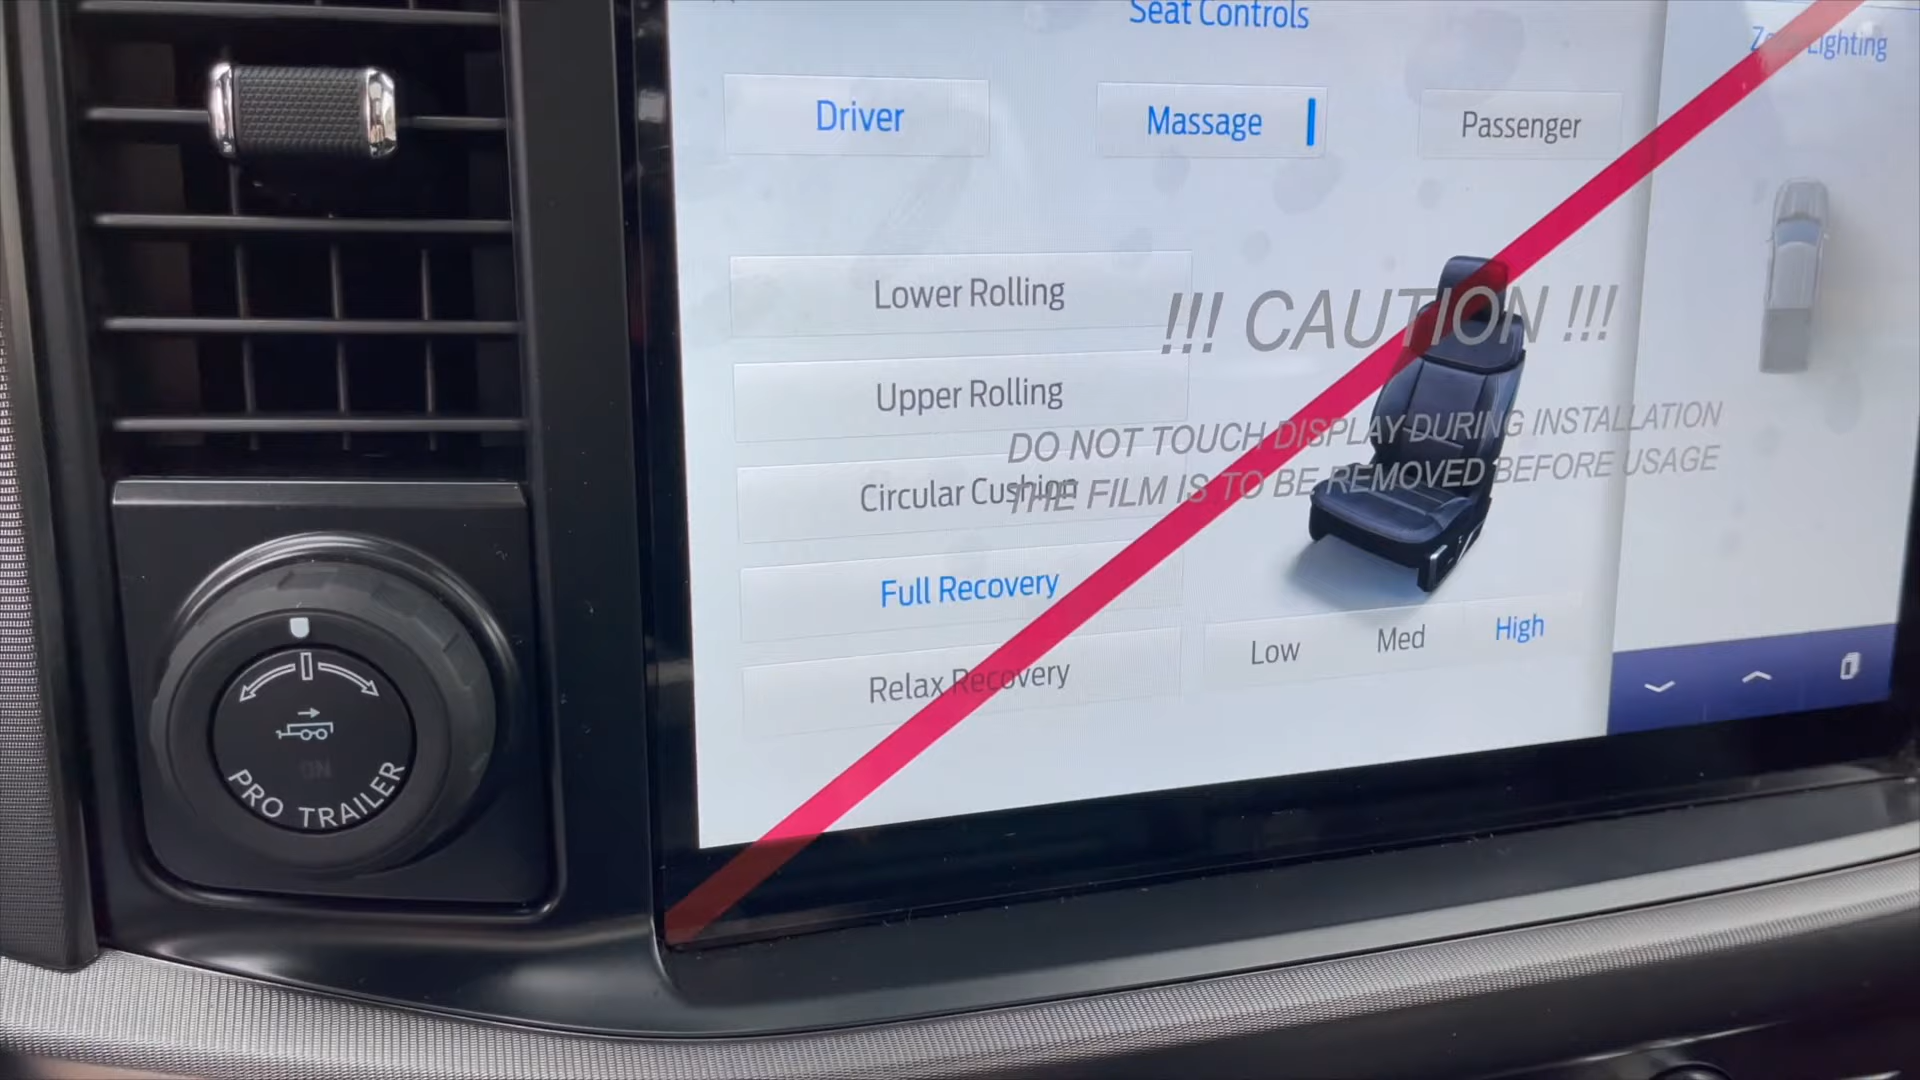 Seat Controls
Zone Lighting
Driver
Massage
Passenger
Lower Rolling
!!! CAUTION !!!
Upper Rolling
DO NOT TOUCH DISPLAY DURING INSTALLATION
THE FILM IS TO BE REMOVED BEFORE USAGE
Circular Cushion
Full Recovery
Relax Recovery
Low
Med
High
PRO TRAILER